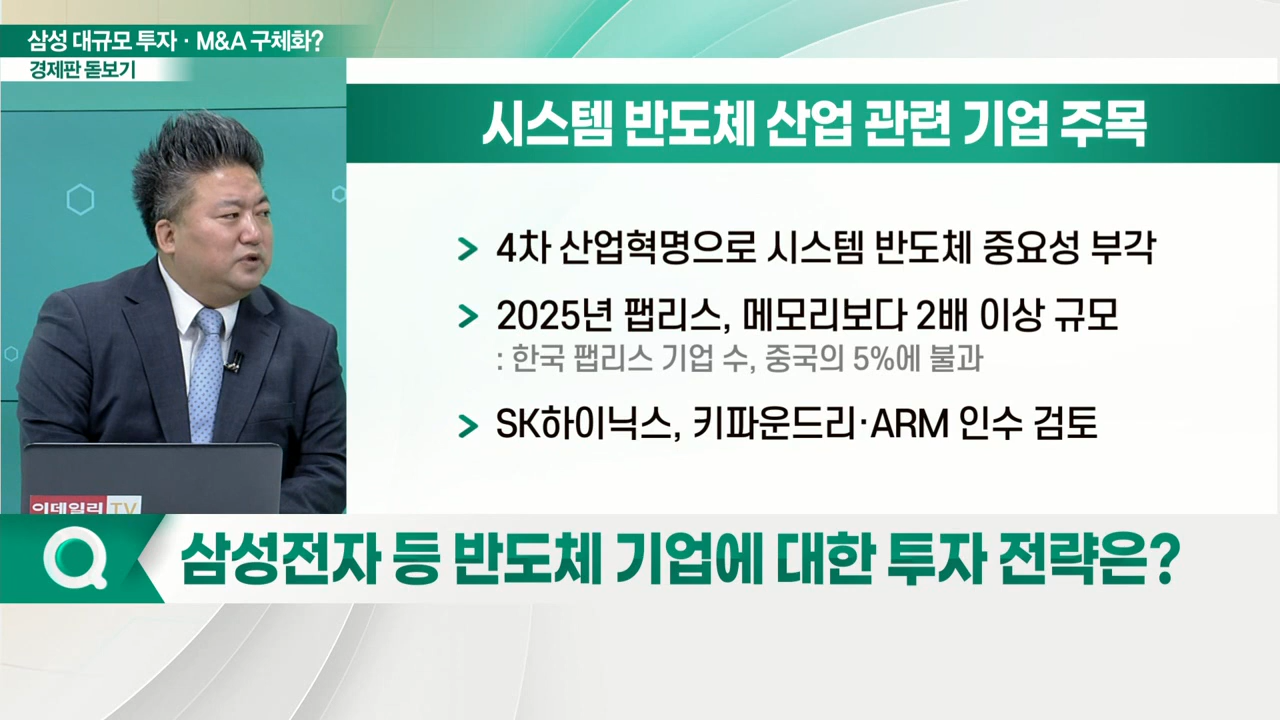 삼성 대규모 투자·M&A 구체화?
경제판 돋보기
시스템 반도체 산업 관련 기업 주목
> 4차 산업혁명으로 시스템 반도체 중요성 부각
> 2025년 팹리스, 메모리보다 2배 이상 규모
: 한국 팹리스 기업 수, 중국의 5%에 불과
> SK하이닉스, 키파운드리·ARM 인수 검토
이데일리 TV
Q 삼성전자 등 반도체 기업에 대한 투자 전략은?